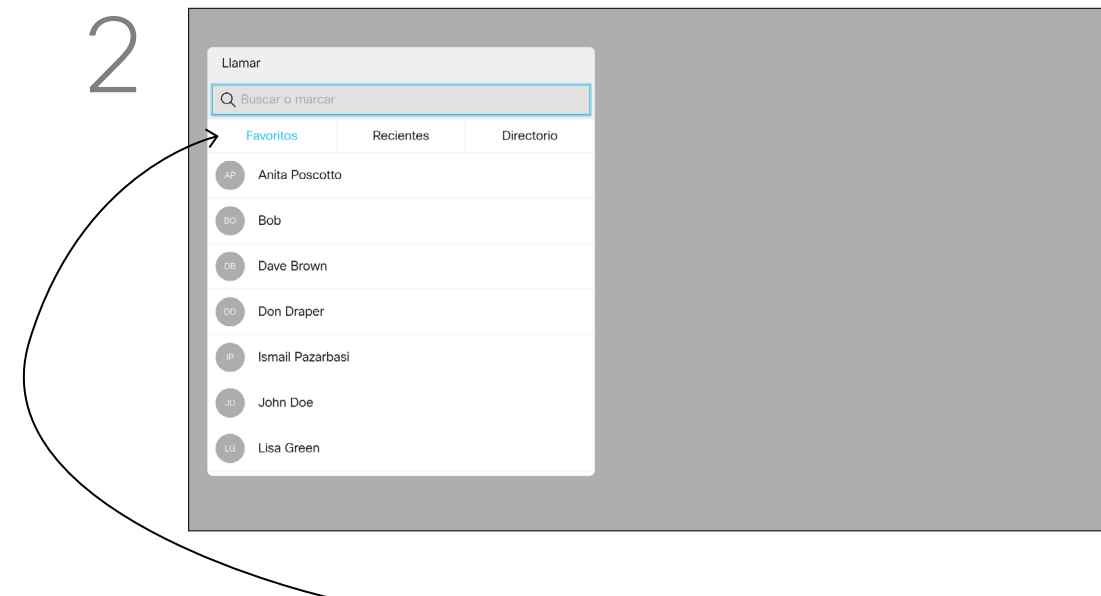 2
Llamar
Buscar o marcar
Favoritos Recientes Directorio
AP Anita Poscotto
BO Bob
DB Dave Brown
DD Don Draper
IP Ismail Pazarbasi
JD John Doe
LG Lisa Green